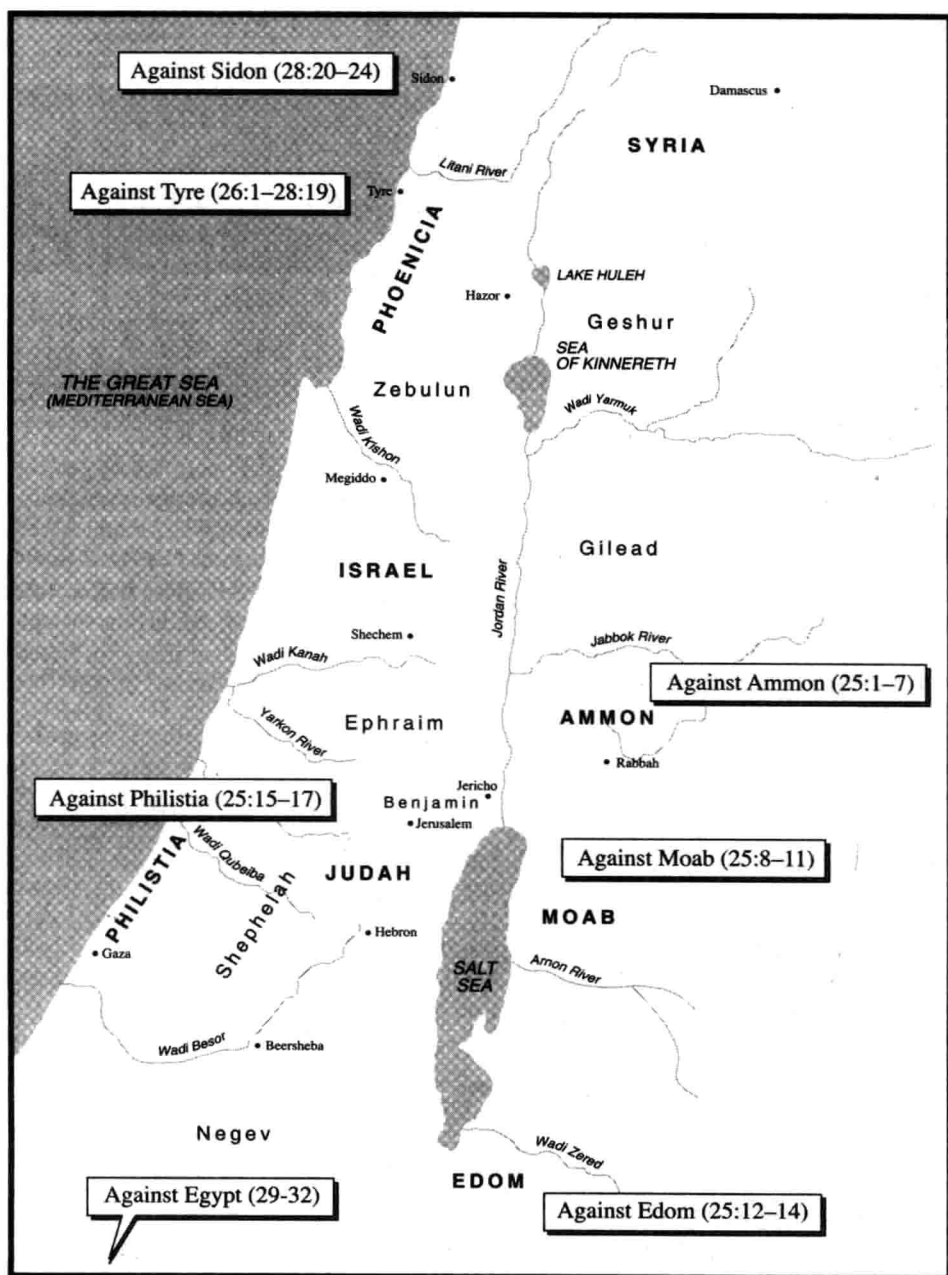 Against Sidon (28:20–24)
Sidon
Damascus
SYRIA
Litani River
Against Tyre (26:1–28:19)
Tyre
PHOENICIA
LAKE HULEH
Hazor
Geshur
SEA
OF KINNERETH
THE GREAT SEA
(MEDITERRANEAN SEA)
Zebulun
Wadi Yarmuk
Wadi Kishon
Megiddo
Gilead
ISRAEL
Jordan River
Shechem
Jabbok River
Wadi Kanah
Against Ammon (25:1–7)
Ephraim
AMMON
Yarkon River
Rabbah
Jericho
Against Philistia (25:15–17)
Benjamin
Jerusalem
Against Moab (25:8–11)
Wadi Qubeiba
JUDAH
PHILISTIA
Shephelah
MOAB
Hebron
Gaza
SALT
SEA
Arnon River
Wadi Besor
Beersheba
Negev
Wadi Zered
EDOM
Against Egypt (29-32)
Against Edom (25:12–14)